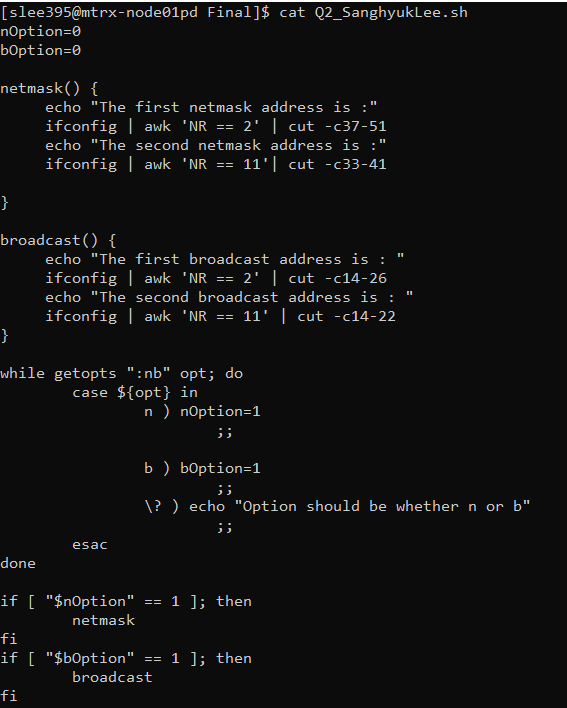 [slee395@mtrx-node01pd Final]$ cat Q2_SanghyukLee.sh
nOption=0
bOption=0

netmask() {
     echo "The first netmask address is :"
     ifconfig | awk 'NR == 2' | cut -c37-51
     echo "The second netmask address is :"
     ifconfig | awk 'NR == 11'| cut -c33-41

}

broadcast() {
     echo "The first broadcast address is : "
     ifconfig | awk 'NR == 2' | cut -c14-26
     echo "The second broadcast address is : "
     ifconfig | awk 'NR == 11' | cut -c14-22
}

while getopts ":nb" opt; do
        case ${opt} in
                n ) nOption=1
                        ;;

                b ) bOption=1
                        ;;
                \? ) echo "Option should be whether n or b"
                        ;;
        esac
done

if [ "$nOption" == 1 ]; then
        netmask
fi
if [ "$bOption" == 1 ]; then
        broadcast
fi